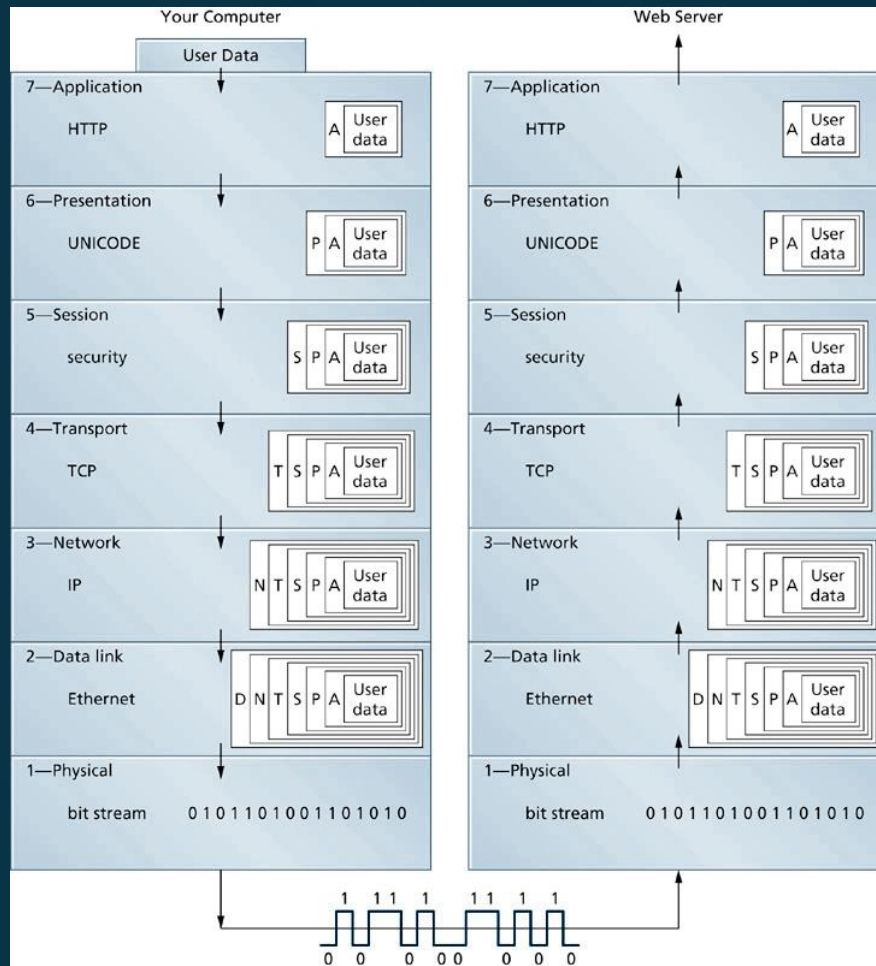 Your Computer
User Data
7—Application
HTTP
A User data
6—Presentation
UNICODE
P A User data
5—Session
security
S P A User data
4—Transport
TCP
T S P A User data
3—Network
IP
N T S P A User data
2—Data link
Ethernet
D N T S P A User data
1—Physical
bit stream 0 1 0 1 1 0 1 0 0 1 1 0 1 0 1 0
Web Server
7—Application
HTTP
A User data
6—Presentation
UNICODE
P A User data
5—Session
security
S P A User data
4—Transport
TCP
T S P A User data
3—Network
IP
N T S P A User data
2—Data link
Ethernet
D N T S P A User data
1—Physical
bit stream 0 1 0 1 1 0 1 0 0 1 1 0 1 0 1 0
1 1 1 1 1 1 1 1
0 0 0 0 0 0 0 0